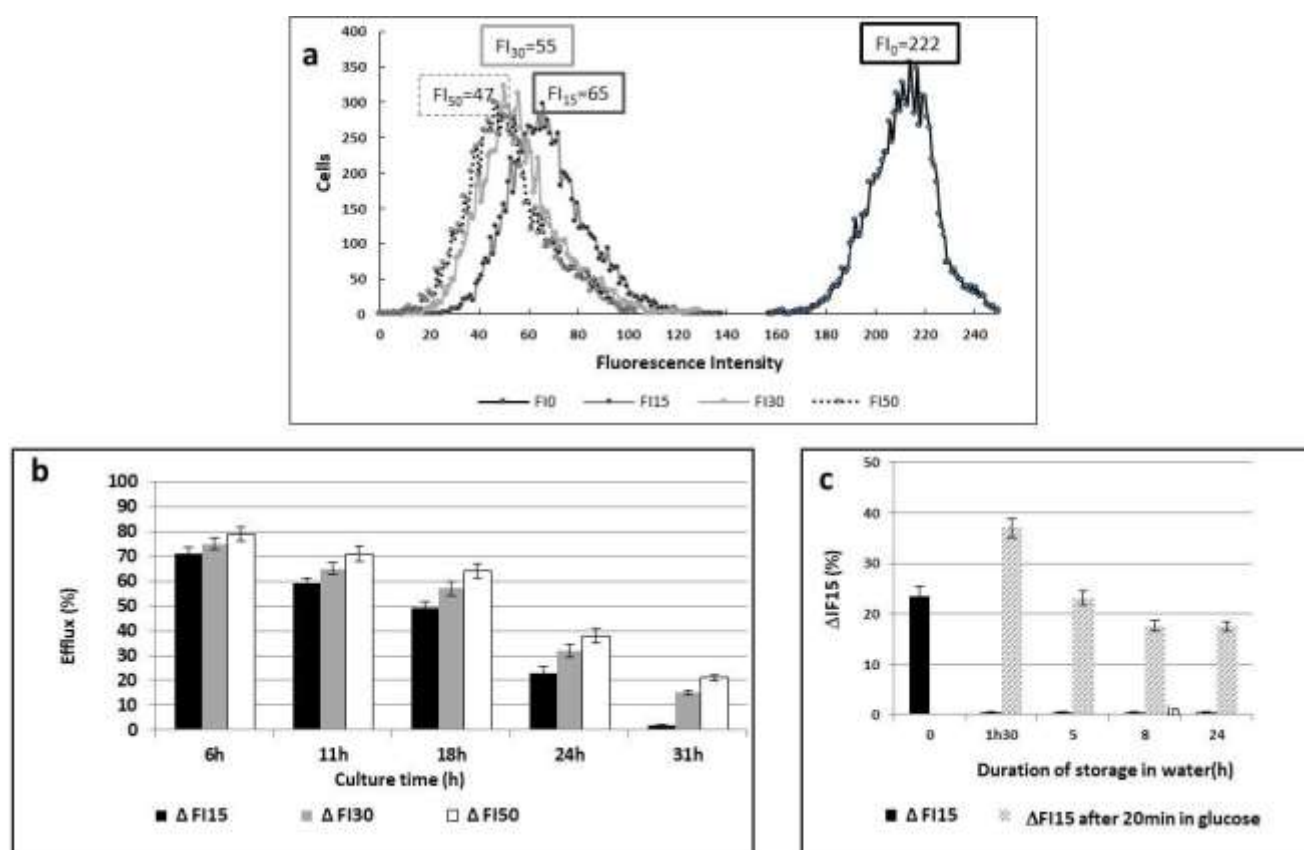 a
FI30=55
FI0=222
FI50=47
FI15=65
400
350
300
250
200
150
100
50
0
Cells
0 20 40 60 80 100 120 140 160 180 200 220 240
Fluorescence Intensity
FI0 FI15 FI30 FI50
b
100
90
80
70
60
50
40
30
20
10
0
Efflux (%)
6h 11h 18h 24h 31h
Culture time (h)
Δ FI15 Δ FI30 Δ FI50
c
50
40
30
20
10
0
ΔIF15 (%)
0 1h30 5 8 24
Duration of storage in water(h)
Δ FI15 ΔFI15 after 20min in glucose